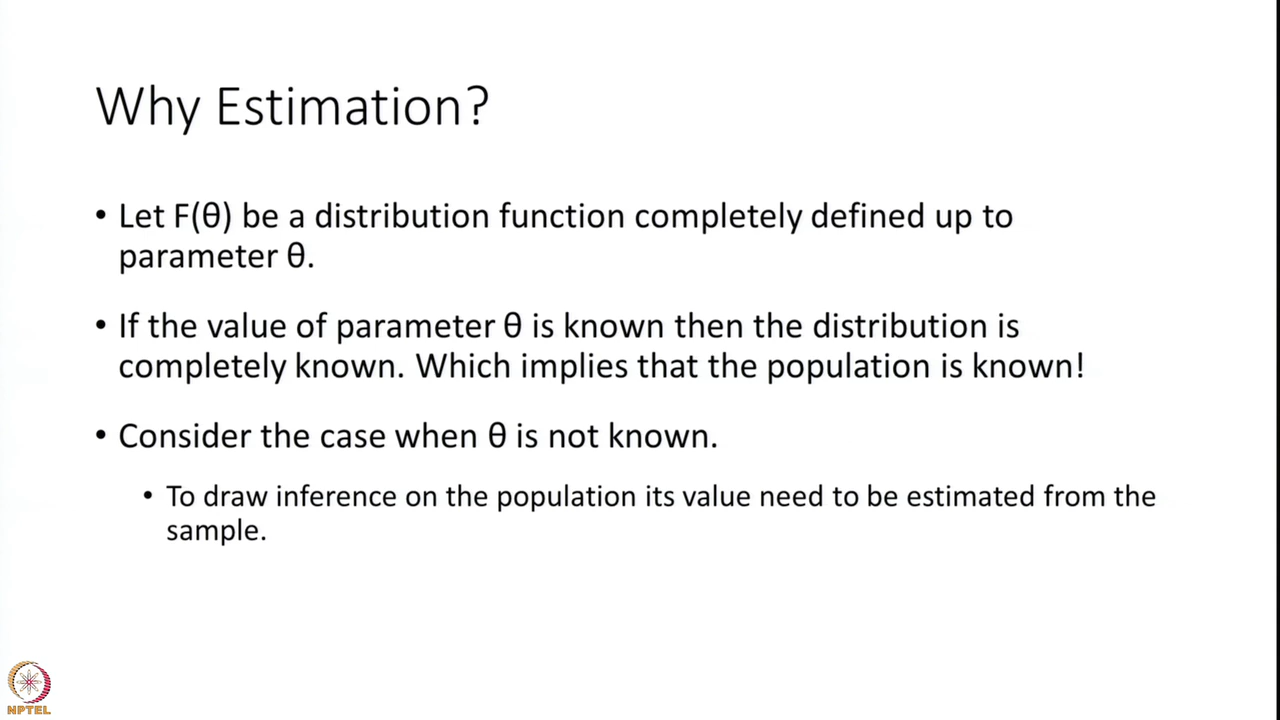 Why Estimation?
• Let F(θ) be a distribution function completely defined up to
parameter θ.
• If the value of parameter θ is known then the distribution is
completely known. Which implies that the population is known!
• Consider the case when θ is not known.
• To draw inference on the population its value need to be estimated from the
sample.
NPTEL